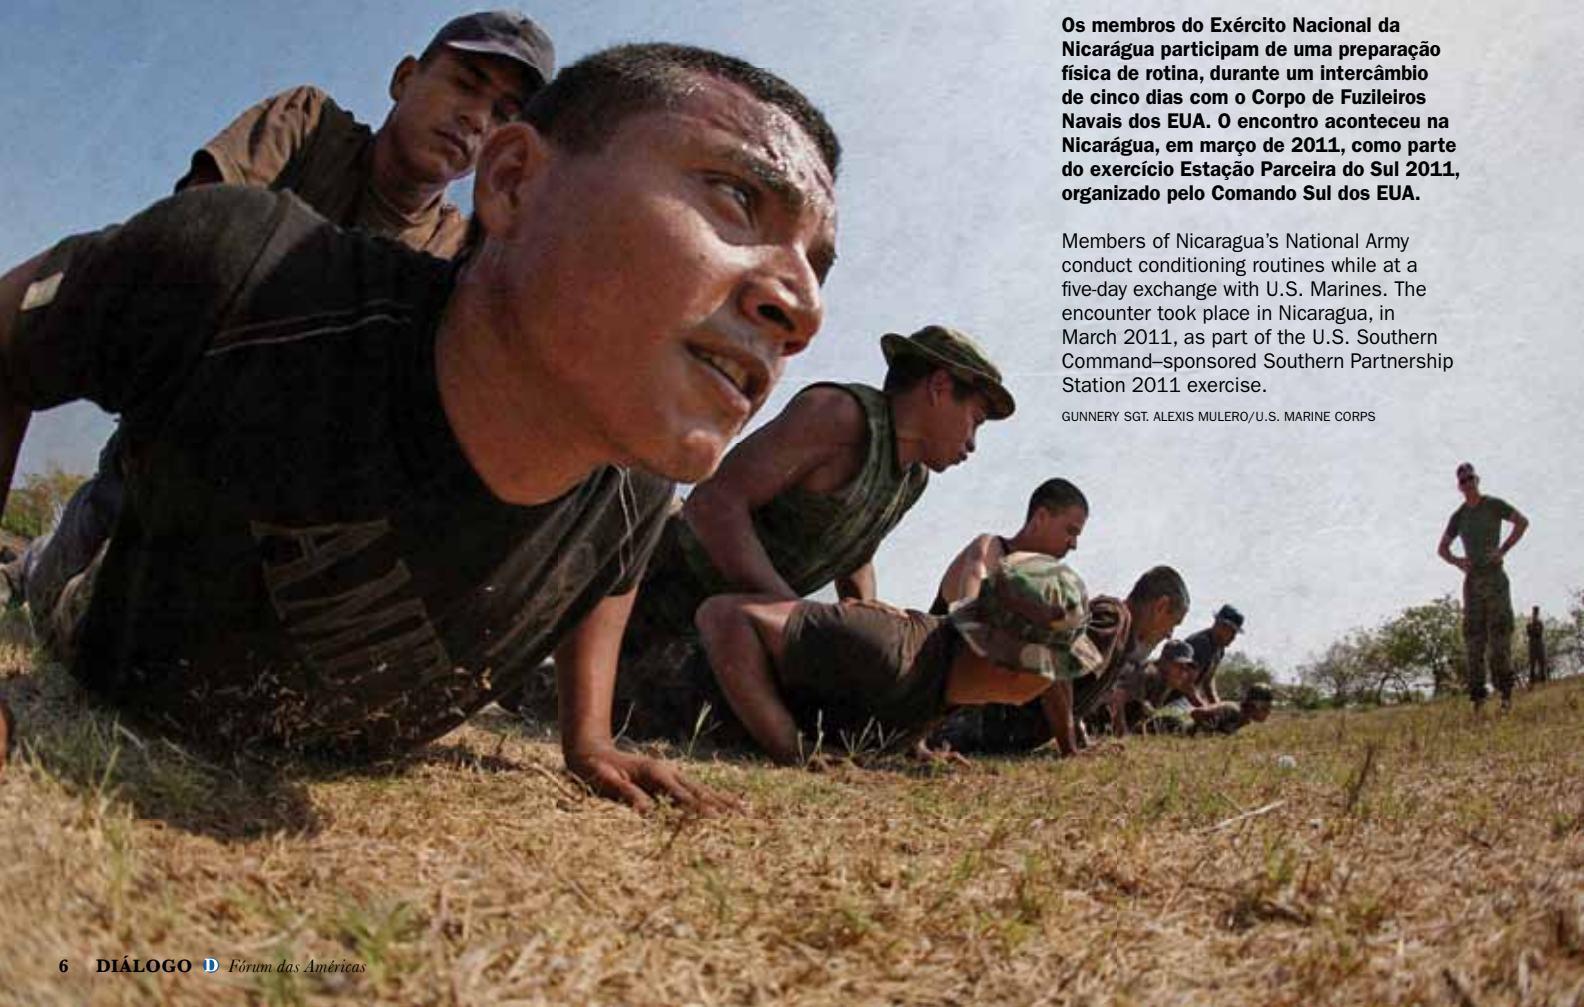 Os membros do Exército Nacional da
Nicarágua participam de uma preparação
física de rotina, durante um intercâmbio
de cinco dias com o Corpo de Fuzileiros
Navais dos EUA. O encontro aconteceu na
Nicarágua, em março de 2011, como parte
do exercício Estação Parceira do Sul 2011,
organizado pelo Comando Sul dos EUA.
Members of Nicaragua's National Army
conduct conditioning routines while at a
five-day exchange with U.S. Marines. The
encounter took place in Nicaragua, in
March 2011, as part of the U.S. Southern
Command–sponsored Southern Partnership
Station 2011 exercise.
GUNNERY SGT. ALEXIS MULERO/U.S. MARINE CORPS
6 DIÁLOGO D Fórum das Américas